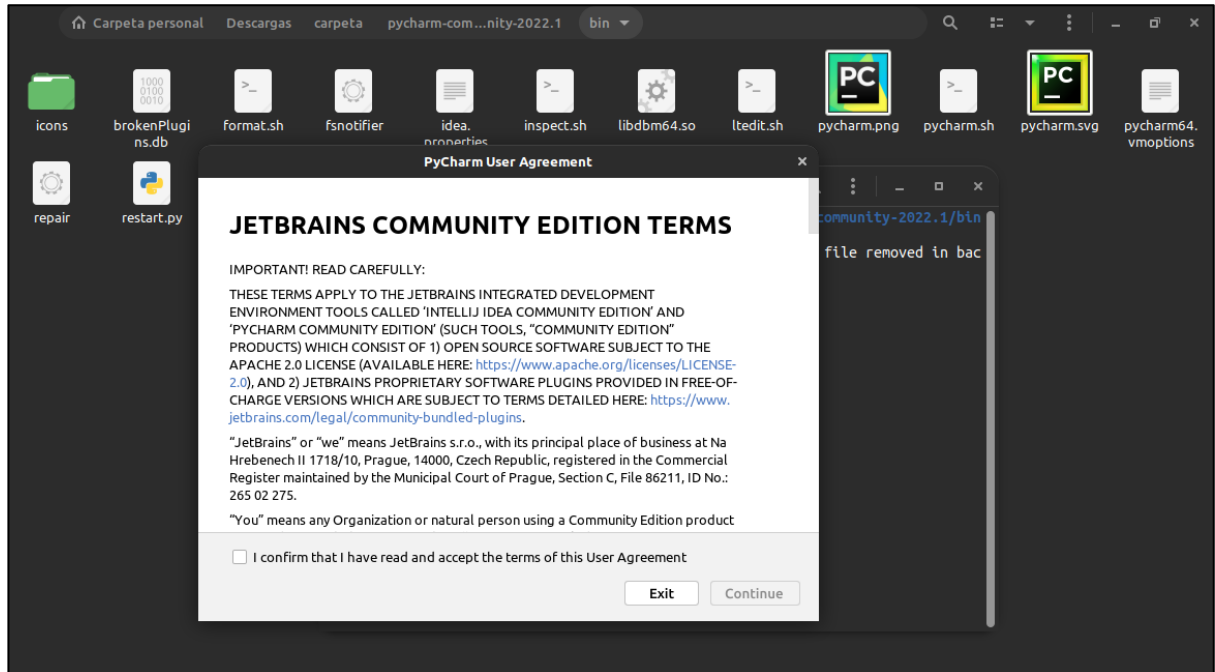 Carpeta personal Descargas carpeta pycharm-com...nity-2022.1 bin
1000
0100
0010
>_ >_ >_ PC >_ PC
icons brokenPlugi format.sh fsnotifier idea. inspect.sh libdbm64.so ltedit.sh pycharm.png pycharm.sh pycharm.svg pycharm64.
ns.db properties vmoptions
repair restart.py
PyCharm User Agreement
community-2022.1/bin
file removed in bac
JETBRAINS COMMUNITY EDITION TERMS
IMPORTANT! READ CAREFULLY:
THESE TERMS APPLY TO THE JETBRAINS INTEGRATED DEVELOPMENT
ENVIRONMENT TOOLS CALLED ‘INTELLIJ IDEA COMMUNITY EDITION’ AND
‘PYCHARM COMMUNITY EDITION’ (SUCH TOOLS, “COMMUNITY EDITION”
PRODUCTS) WHICH CONSIST OF 1) OPEN SOURCE SOFTWARE SUBJECT TO THE
APACHE 2.0 LICENSE (AVAILABLE HERE: https://www.apache.org/licenses/LICENSE-
2.0), AND 2) JETBRAINS PROPRIETARY SOFTWARE PLUGINS PROVIDED IN FREE-OF-
CHARGE VERSIONS WHICH ARE SUBJECT TO TERMS DETAILED HERE: https://www.
jetbrains.com/legal/community-bundled-plugins.
“JetBrains” or “we” means JetBrains s.r.o., with its principal place of business at Na
Hrebenech II 1718/10, Prague, 14000, Czech Republic, registered in the Commercial
Register maintained by the Municipal Court of Prague, Section C, File 86211, ID No.:
265 02 275.
“You” means any Organization or natural person using a Community Edition product
I confirm that I have read and accept the terms of this User Agreement
Exit Continue